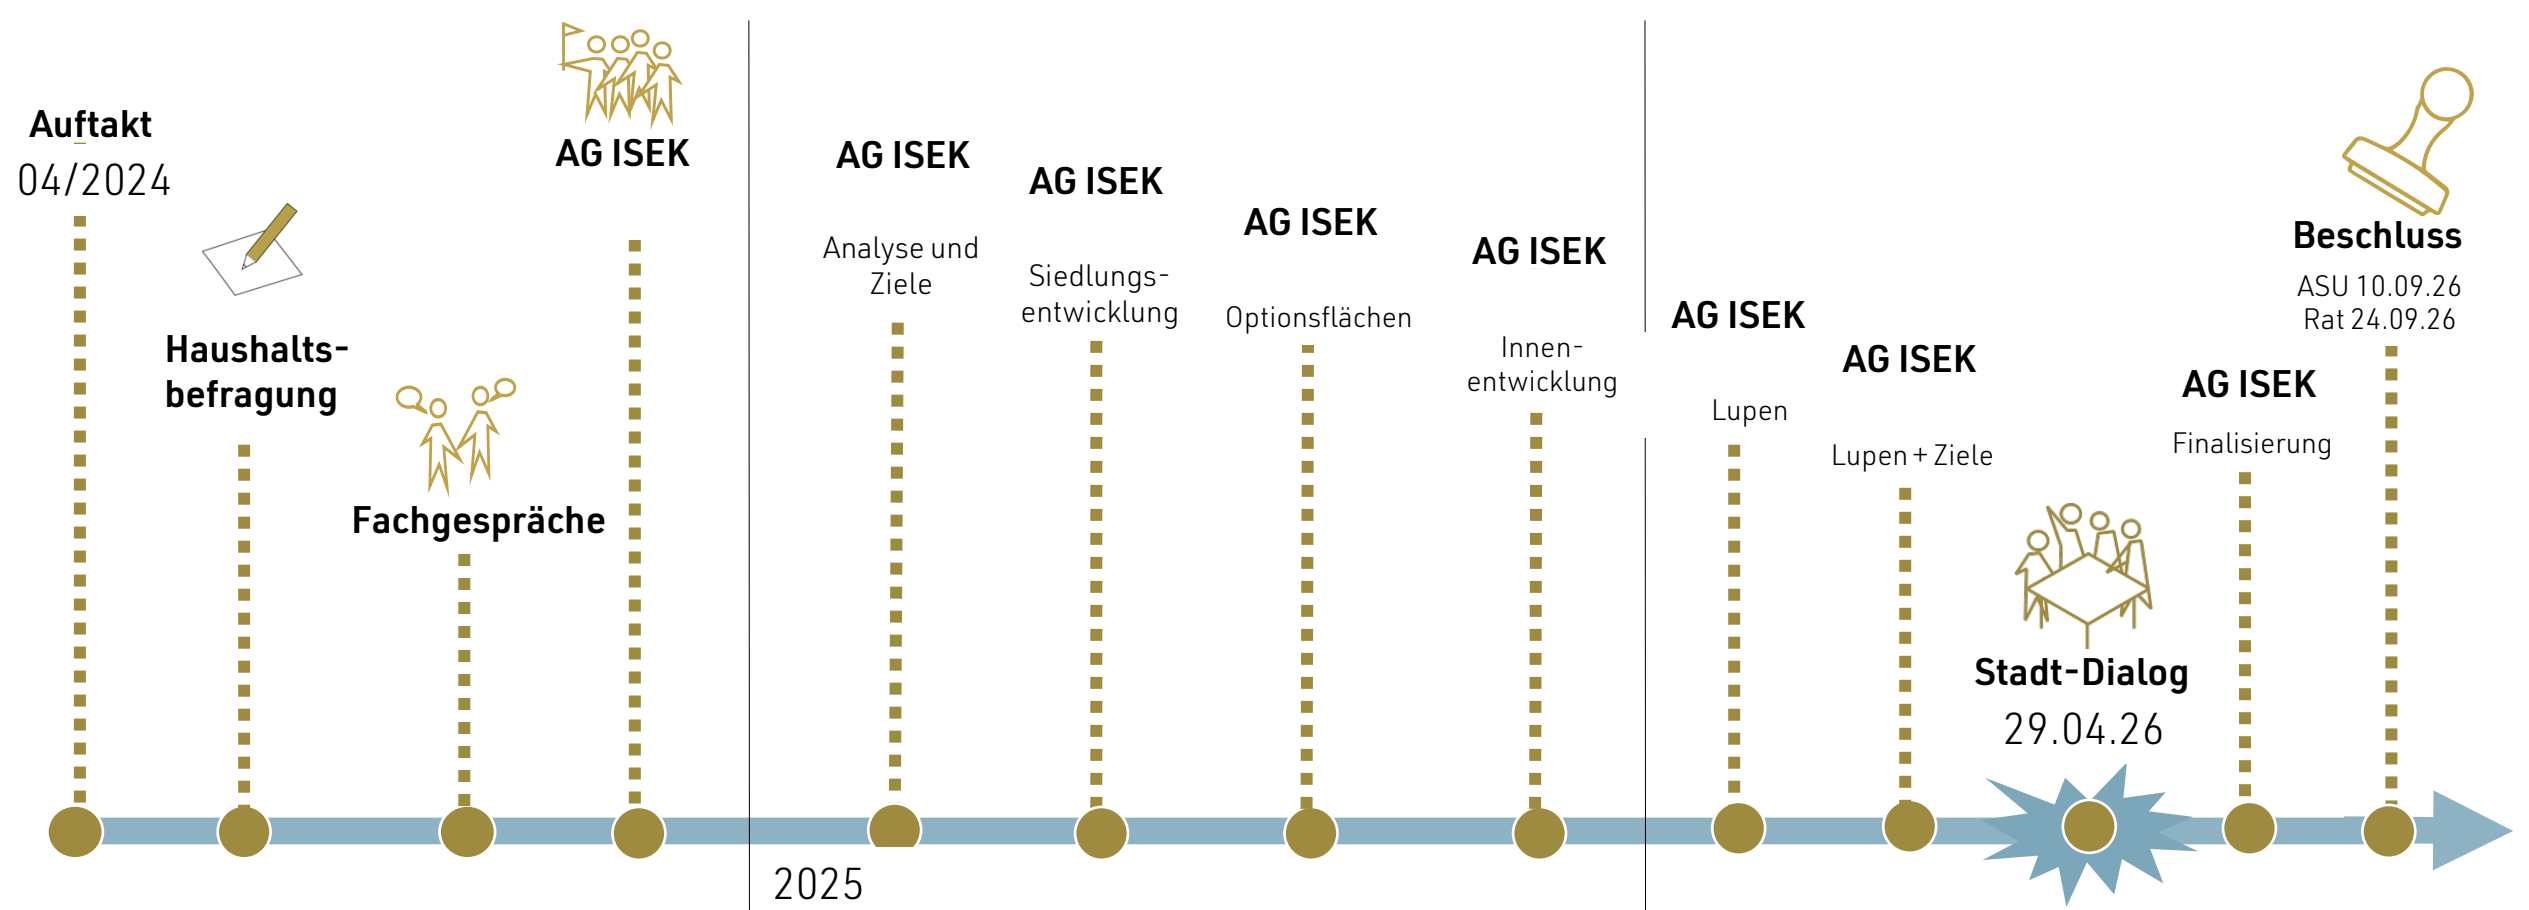 Auftakt
04/2024
Haushalts-
befragung
Fachgespräche
AG ISEK
AG ISEK
Analyse und
Ziele
AG ISEK
Siedlungs-
entwicklung
AG ISEK
Optionsflächen
AG ISEK
Innen-
entwicklung
AG ISEK
Lupen
AG ISEK
Lupen + Ziele
Stadt-Dialog
29.04.26
AG ISEK
Finalisierung
Beschluss
ASU 10.09.26
Rat 24.09.26
2025